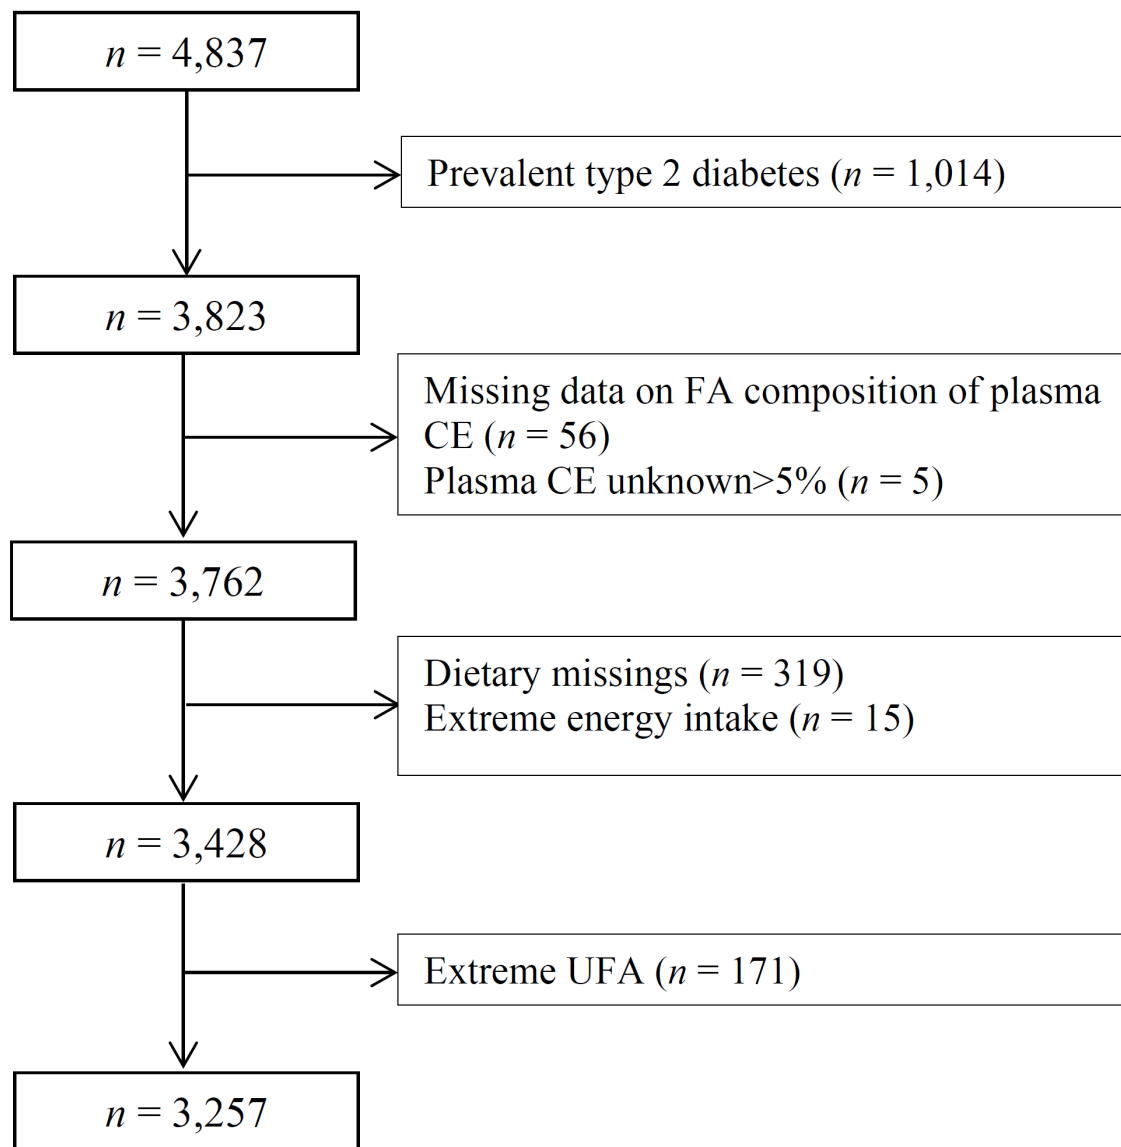 n = 4,837
Prevalent type 2 diabetes (n = 1,014)
n = 3,823
Missing data on FA composition of plasma
CE (n = 56)
Plasma CE unknown>5% (n = 5)
n = 3,762
Dietary missings (n = 319)
Extreme energy intake (n = 15)
n = 3,428
Extreme UFA (n = 171)
n = 3,257